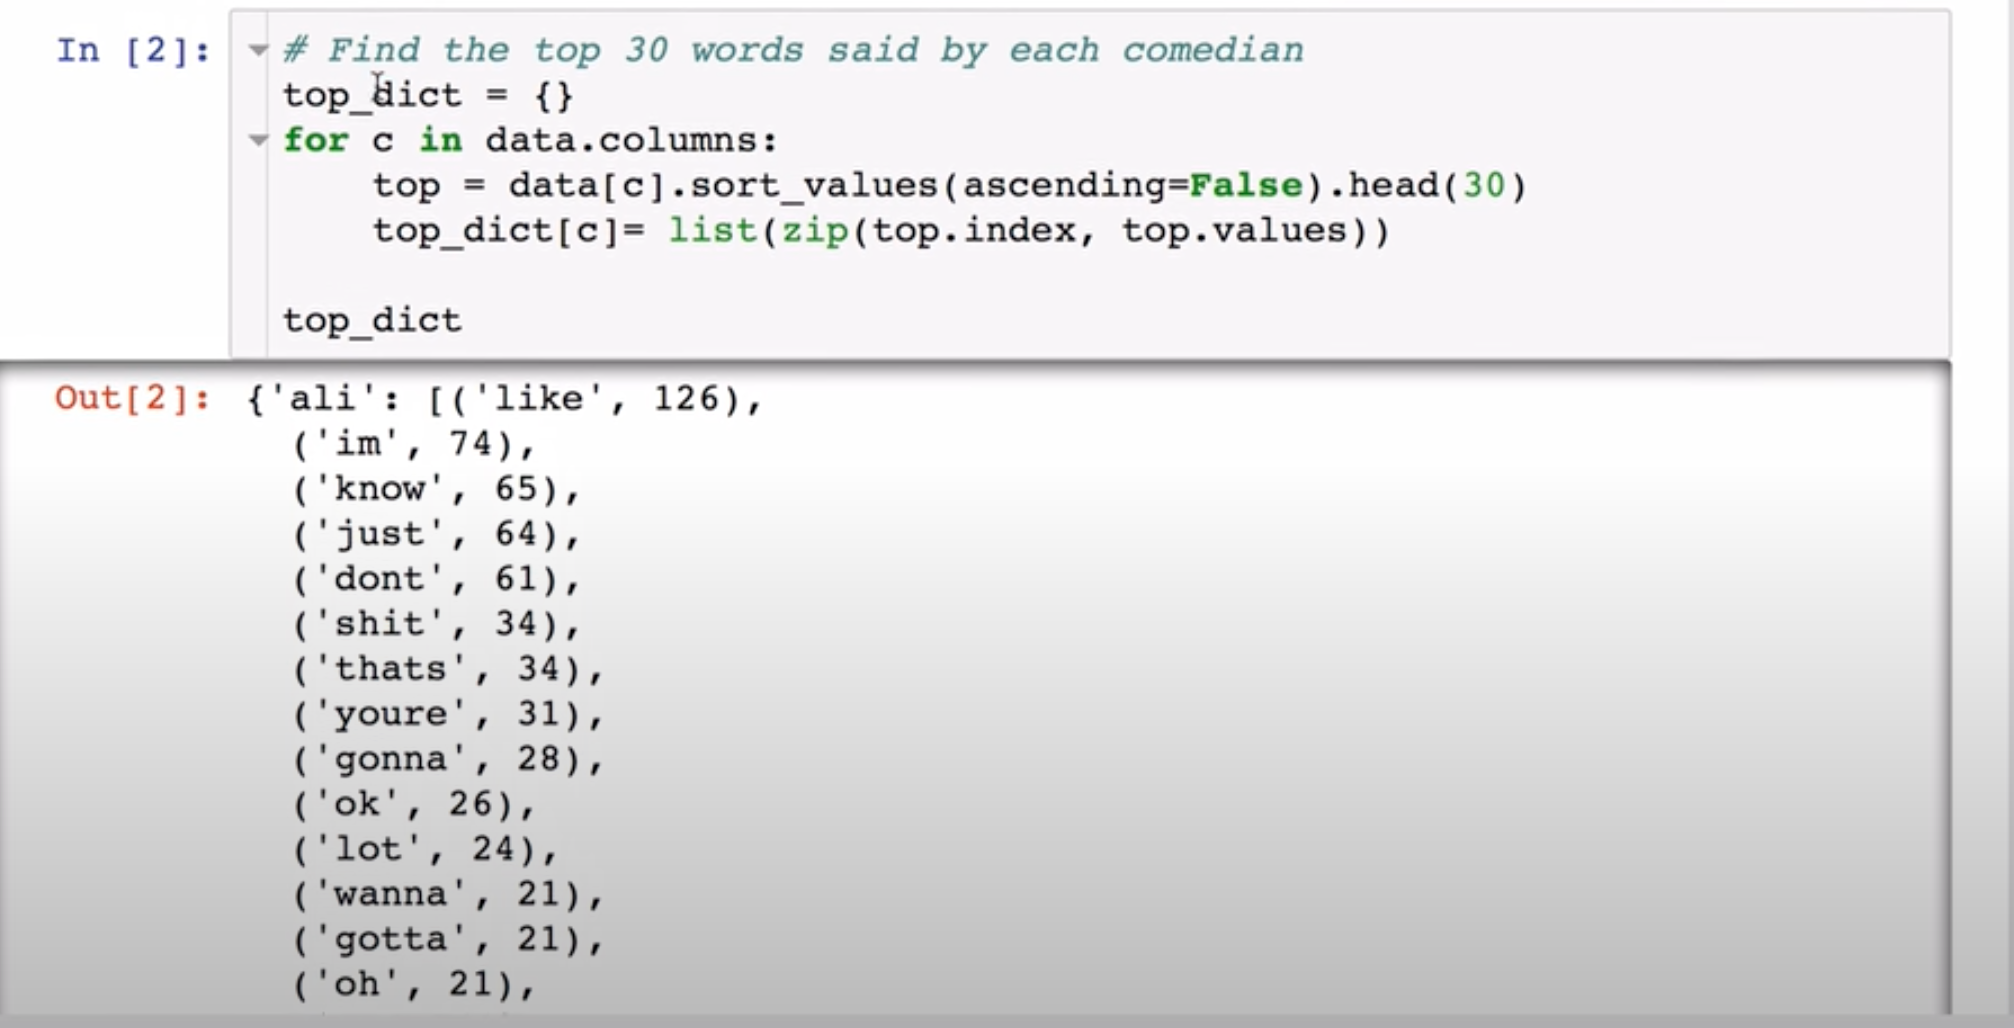 In [2]: # Find the top 30 words said by each comedian
top_dict = {}
for c in data.columns:
    top = data[c].sort_values(ascending=False).head(30)
    top_dict[c]= list(zip(top.index, top.values))

top_dict
Out[2]: {'ali': [('like', 126),
  ('im', 74),
  ('know', 65),
  ('just', 64),
  ('dont', 61),
  ('shit', 34),
  ('thats', 34),
  ('youre', 31),
  ('gonna', 28),
  ('ok', 26),
  ('lot', 24),
  ('wanna', 21),
  ('gotta', 21),
  ('oh', 21),